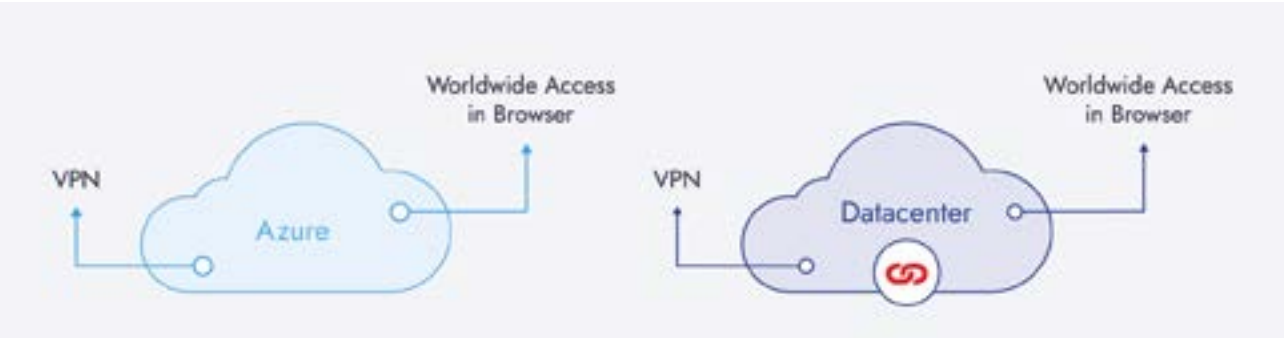 Worldwide Access
in Browser
VPN
Azure
Worldwide Access
in Browser
VPN
Datacenter